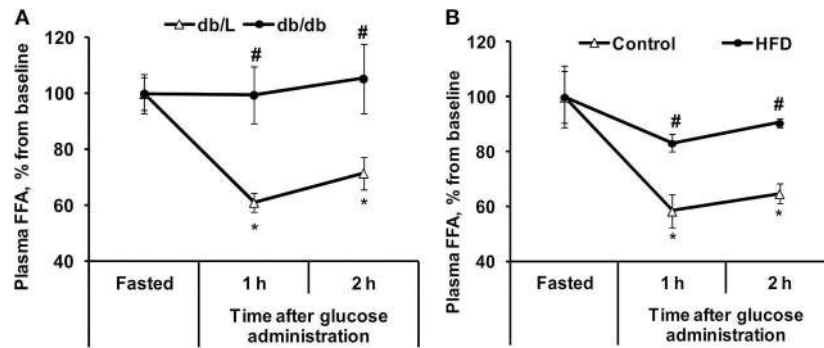 A
db/L db/db
Plasma FFA, % from baseline
120
100
80
60
40
#
#
*
*
Fasted
1 h
2 h
Time after glucose
administration
B
Control HFD
Plasma FFA, % from baseline
120
100
80
60
40
#
#
*
*
Fasted
1 h
2 h
Time after glucose
administration